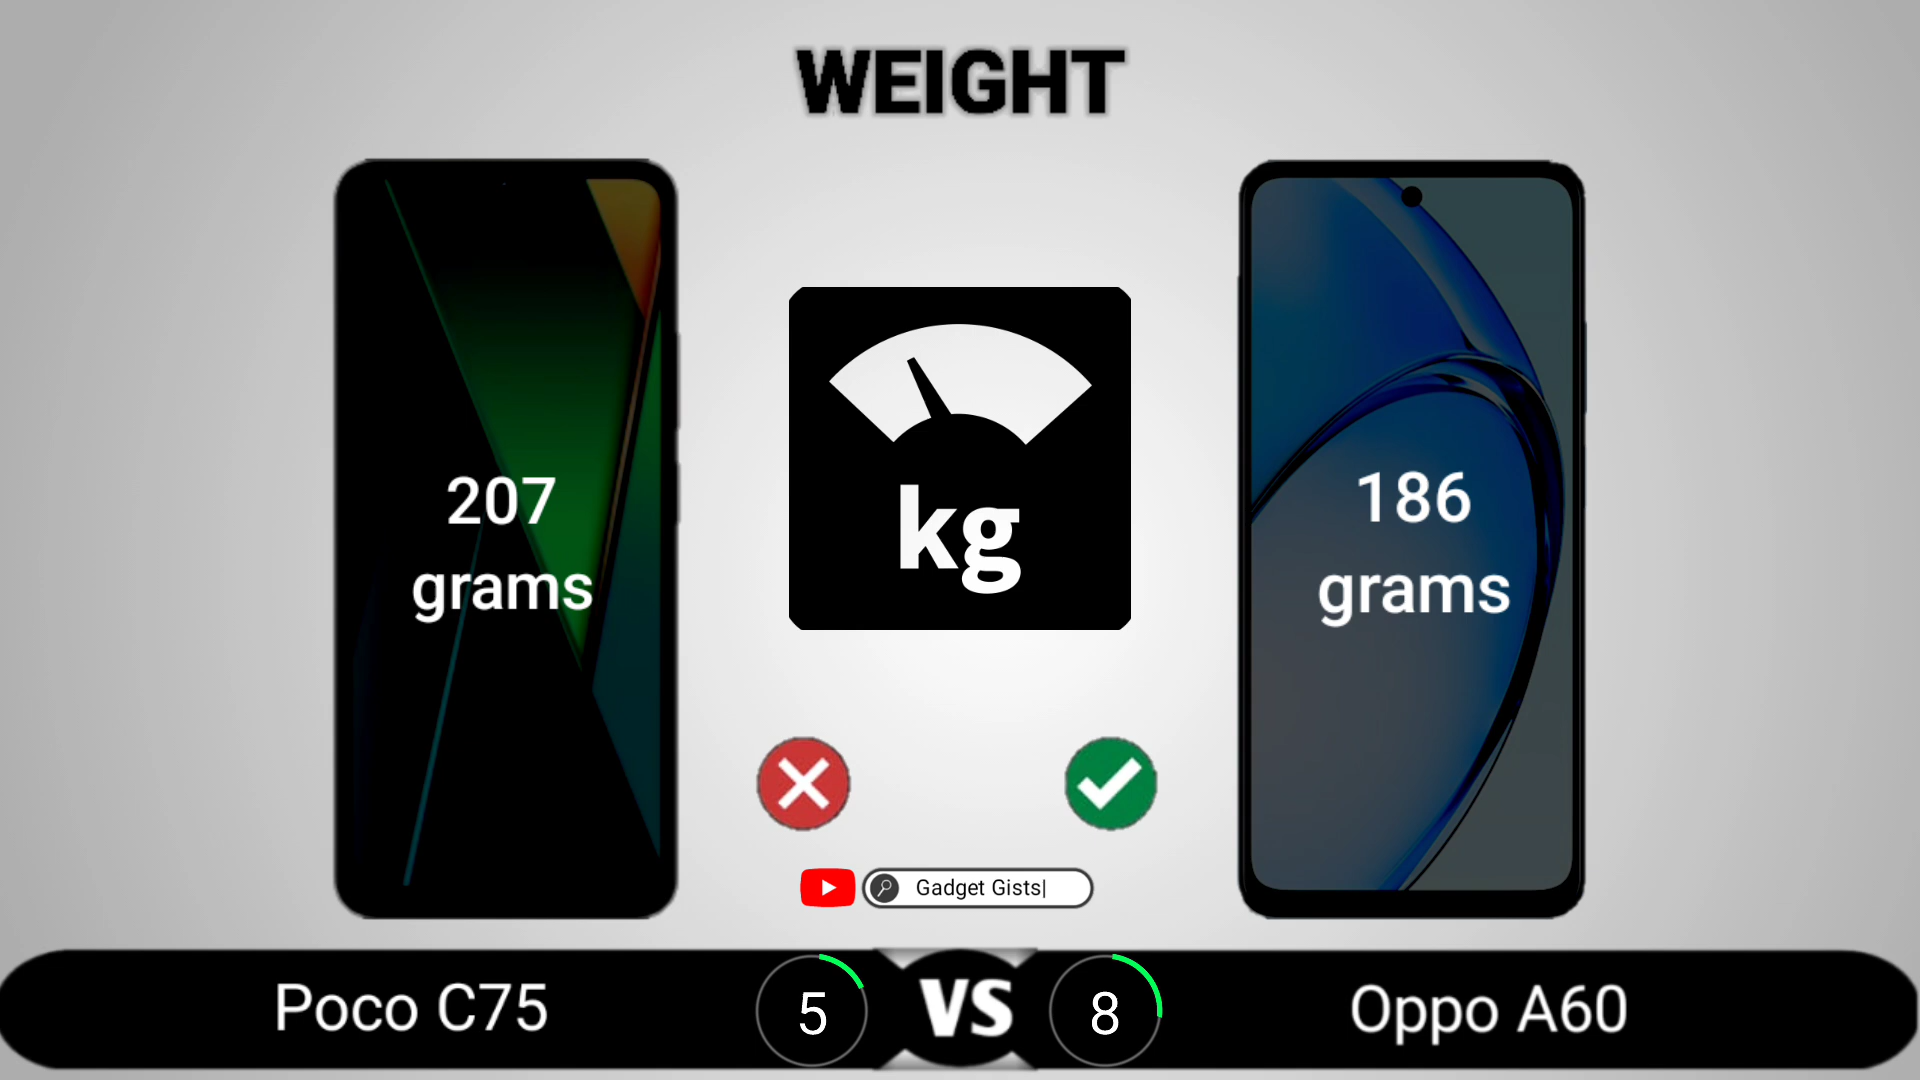 WEIGHT
207
grams
kg
186
grams
Gadget Gists|
Poco C75
5
VS
8
Oppo A60